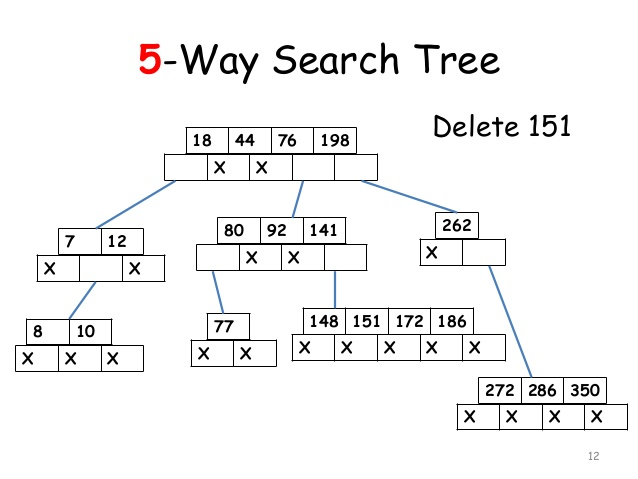 5-Way Search Tree
Delete 151
18 44 76 198
X X
7 12
X X
80 92 141
X X
262
X
8 10
X X X
77
X X
148 151 172 186
X X X X X
272 286 350
X X X X
12